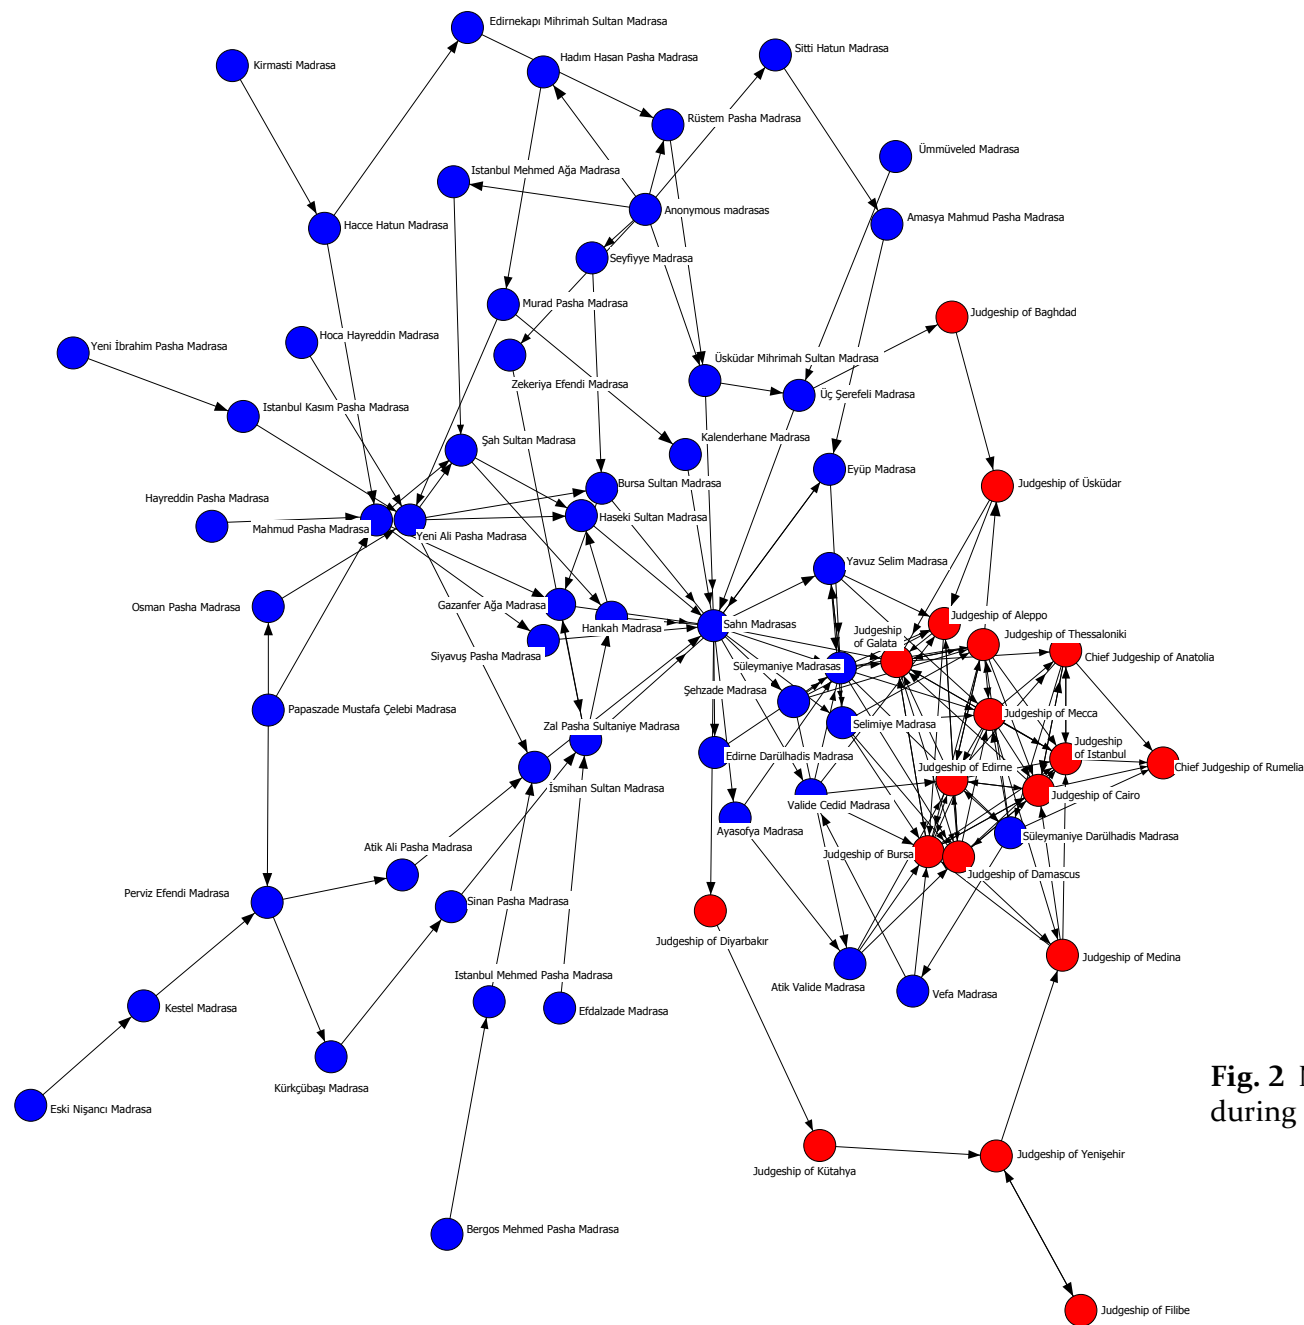 Edirnekapı Mihrimah Sultan Madrasa
Sitti Hatun Madrasa
Hadım Hasan Pasha Madrasa
Kirmasti Madrasa
Rüstem Pasha Madrasa
Ümmüveled Madrasa
Istanbul Mehmed Ağa Madrasa
Anonymous madrasas
Amasya Mahmud Pasha Madrasa
Hacce Hatun Madrasa
Seyfiyye Madrasa
Murad Pasha Madrasa
Judgeship of Baghdad
Hoca Hayreddin Madrasa
Yeni İbrahim Pasha Madrasa
Üsküdar Mihrimah Sultan Madrasa
Zekeriya Efendi Madrasa
Üç Şerefeli Madrasa
Istanbul Kasım Pasha Madrasa
Kalenderhane Madrasa
Şah Sultan Madrasa
Eyüp Madrasa
Bursa Sultan Madrasa
Judgeship of Üsküdar
Hayreddin Pasha Madrasa
Haseki Sultan Madrasa
Mahmud Pasha Madrasa
Yeni Ali Pasha Madrasa
Yavuz Selim Madrasa
Osman Pasha Madrasa
Gazanfer Ağa Madrasa
Judgeship of Aleppo
Sahn Madrasas
Hankah Madrasa
Judgeship
of Galata
Judgeship of Thessaloniki
Siyavuş Pasha Madrasa
Chief Judgeship of Anatolia
Süleymaniye Madrasas
Şehzade Madrasa
Papaszade Mustafa Çelebi Madrasa
Judgeship of Mecca
Zal Pasha Sultaniye Madrasa
Selimiye Madrasa
Judgeship
of Istanbul
Edirne Darülhadis Madrasa
Judgeship of Edirne
Chief Judgeship of Rumelia
İsmihan Sultan Madrasa
Judgeship of Cairo
Valide Cedid Madrasa
Ayasofya Madrasa
Süleymaniye Darülhadis Madrasa
Atik Ali Pasha Madrasa
Judgeship of Bursa
Judgeship of Damascus
Perviz Efendi Madrasa
Sinan Pasha Madrasa
Judgeship of Diyarbakır
Judgeship of Medina
Istanbul Mehmed Pasha Madrasa
Atik Valide Madrasa
Vefa Madrasa
Kestel Madrasa
Efdalzade Madrasa
Kürkçübaşı Madrasa
Fig. 2
Eski Nişancı Madrasa
during
Judgeship of Yenişehir
Judgeship of Kütahya
Bergos Mehmed Pasha Madrasa
Judgeship of Filibe